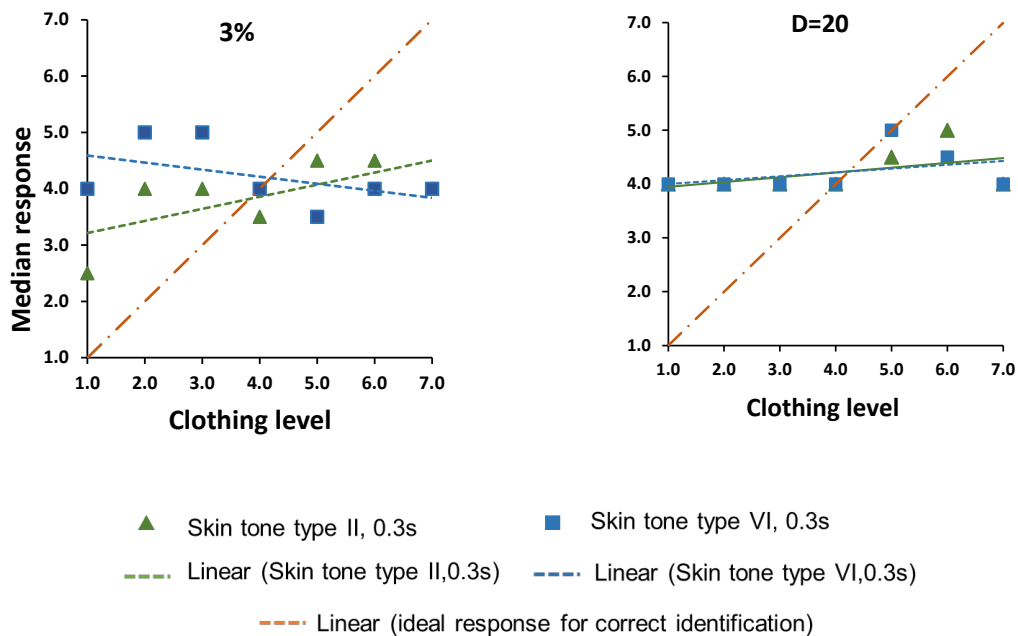 3%
7.0
6.0
5.0
4.0
3.0
2.0
1.0
Median response
1.0 2.0 3.0 4.0 5.0 6.0 7.0
Clothing level
D=20
7.0
6.0
5.0
4.0
3.0
2.0
1.0
1.0 2.0 3.0 4.0 5.0 6.0 7.0
Clothing level
Skin tone type II, 0.3s
Skin tone type VI, 0.3s
Linear (Skin tone type II,0.3s)
Linear (Skin tone type VI,0.3s)
Linear (ideal response for correct identification)